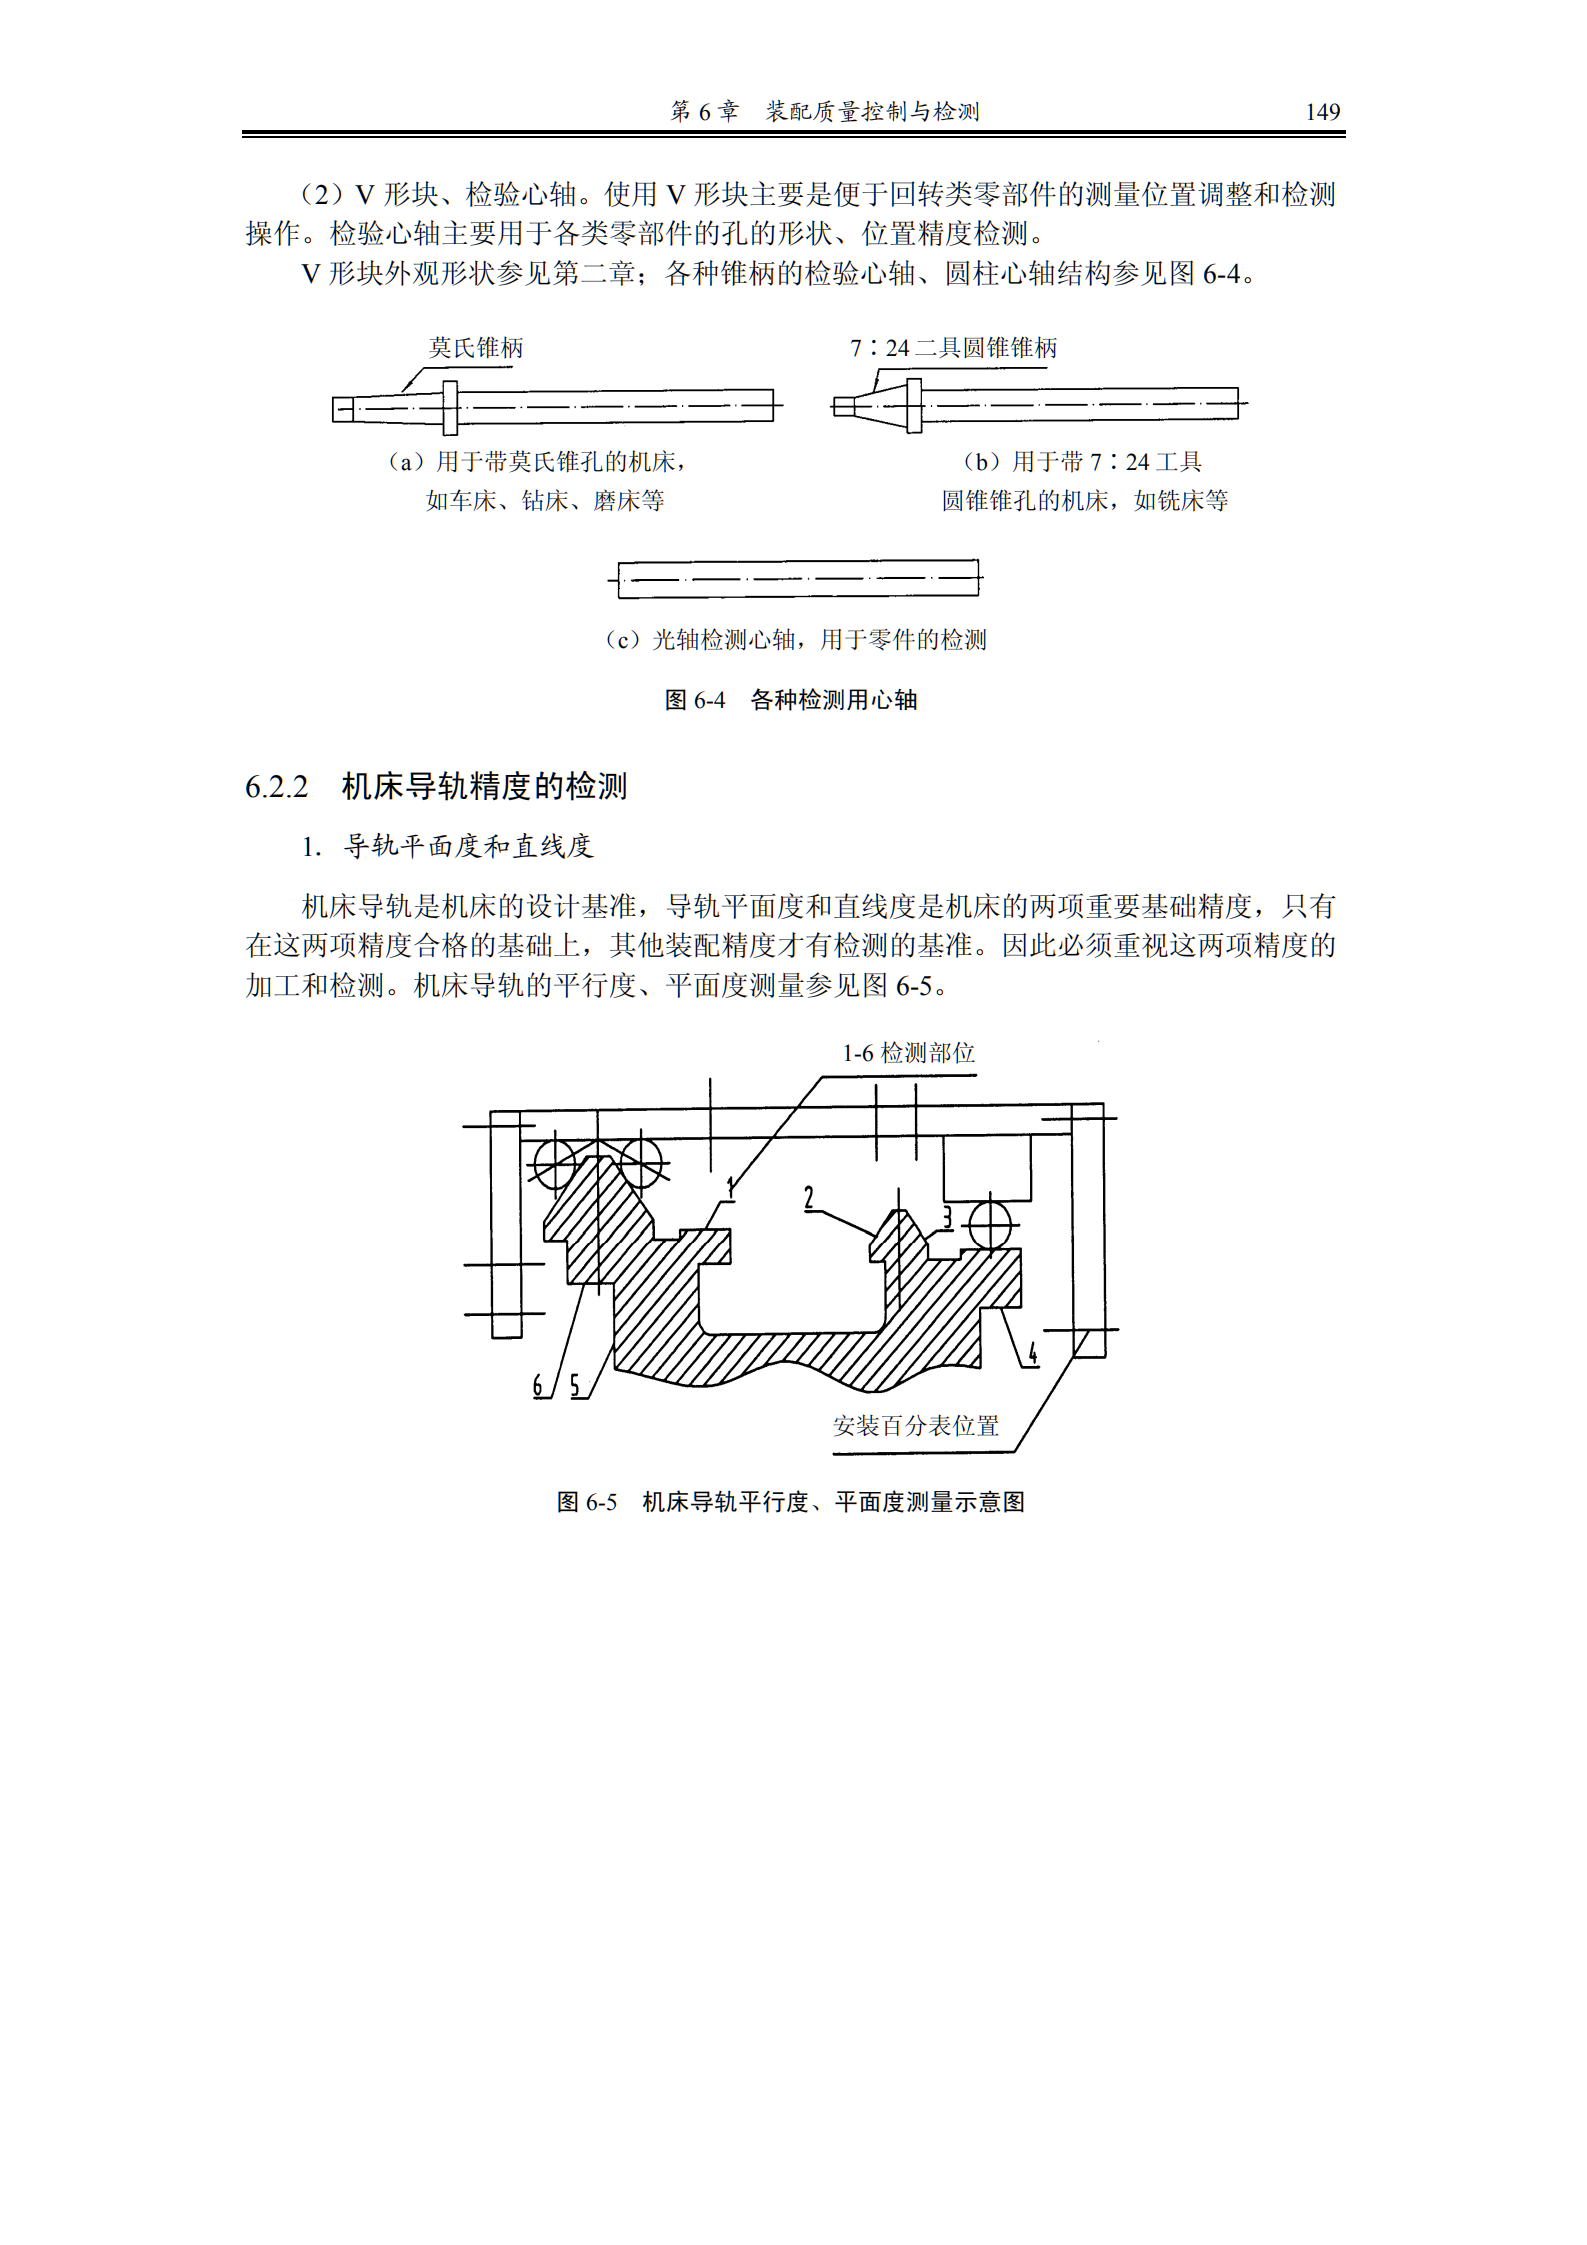 第 6 章 装配质量控制与检测 149
（2）V 形块、检验心轴。使用 V 形块主要是便于回转类零部件的测量位置调整和检测
操作。检验心轴主要用于各类零部件的孔的形状、位置精度检测。
V 形块外观形状参见第二章；各种锥柄的检验心轴、圆柱心轴结构参见图 6-4。
莫氏锥柄
7∶24 二具圆锥锥柄
（a）用于带莫氏锥孔的机床，
如车床、钻床、磨床等
（b）用于带 7∶24 工具
圆锥锥孔的机床，如铣床等
（c）光轴检测心轴，用于零件的检测
图 6-4 各种检测用心轴
6.2.2 机床导轨精度的检测
1. 导轨平面度和直线度
机床导轨是机床的设计基准，导轨平面度和直线度是机床的两项重要基础精度，只有
在这两项精度合格的基础上，其他装配精度才有检测的基准。因此必须重视这两项精度的
加工和检测。机床导轨的平行度、平面度测量参见图 6-5。
1-6 检测部位
1
2
3
4
6
5
安装百分表位置
图 6-5 机床导轨平行度、平面度测量示意图